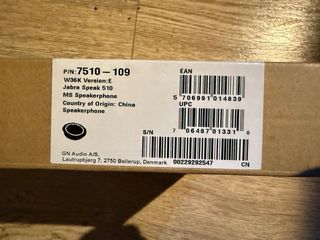 P/N:7510-109
W36K Version:E
Jabra Speak 510
MS Speakerphone
Country of Origin: China
Speakerphone
GN Audio A/S,
Lautrupbjerg 7, 2750 Ballerup, Denmark
EAN
5 706991 014839
UPC
7 06487 01331 0
S/N
00229292547
CN